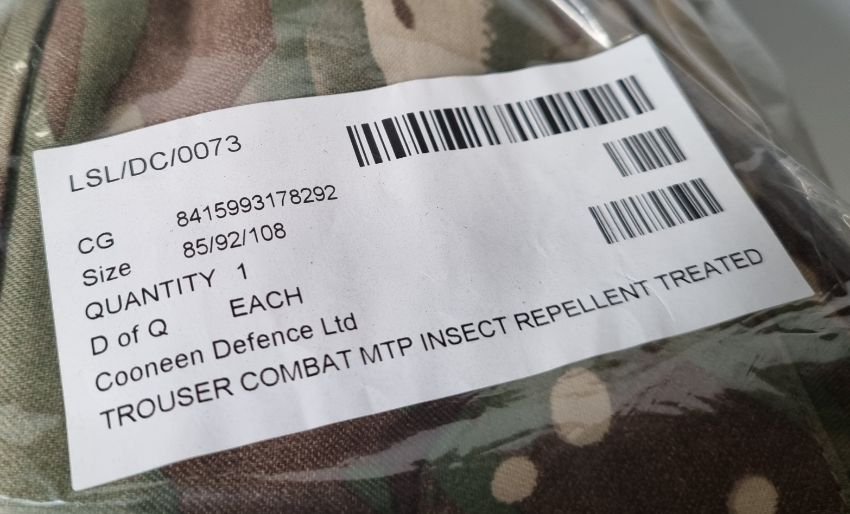 LSL/DC/0073
CG 8415993178292
Size 85/92/108
QUANTITY 1
D of Q EACH
Cooneen Defence Ltd
TROUSER COMBAT MTP INSECT REPELLENT TREATED